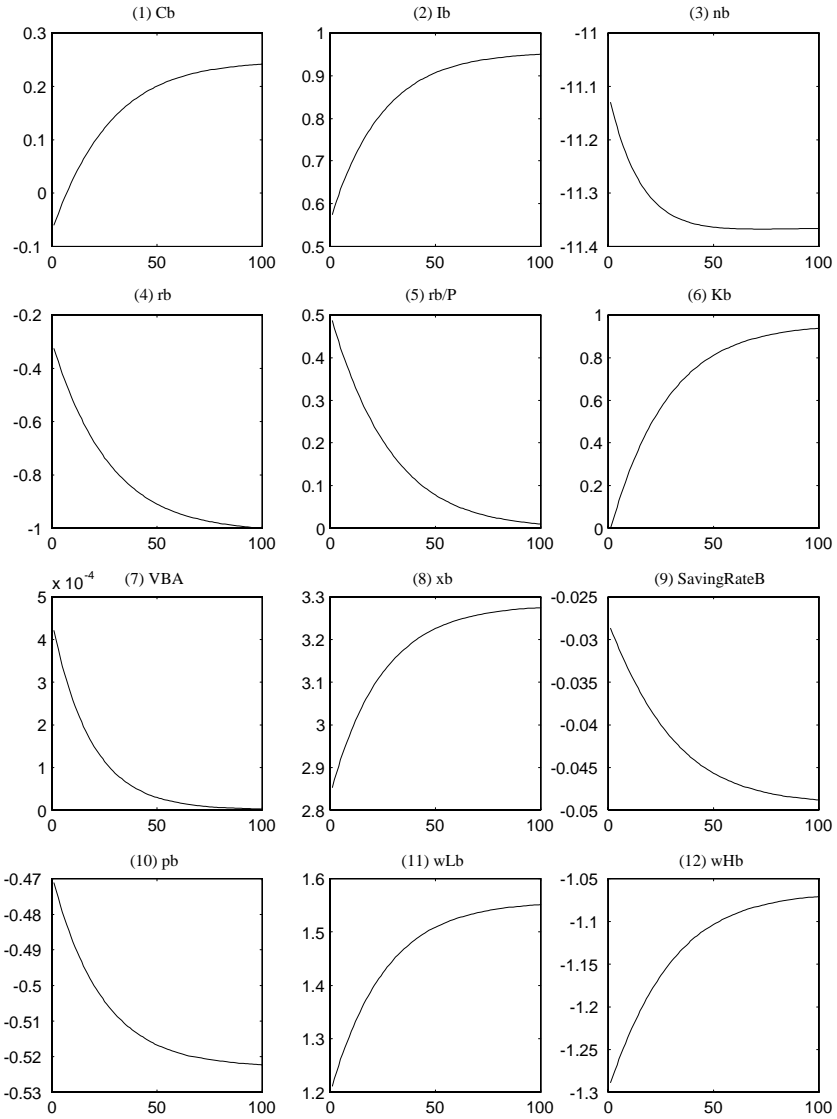 (1) Cb
0.3
0.2
0.1
0
-0.1
0 50 100
(2) Ib
1
0.9
0.8
0.7
0.6
0.5
0 50 100
(3) nb
-11
-11.1
-11.2
-11.3
-11.4
0 50 100
(4) rb
-0.2
-0.4
-0.6
-0.8
-1
0 50 100
(5) rb/P
0.5
0.4
0.3
0.2
0.1
0
0 50 100
(6) Kb
1
0.8
0.6
0.4
0.2
0
0 50 100
(7) VBA
x 10-4
5
4
3
2
1
0
0 50 100
(8) xb
3.3
3.2
3.1
3
2.9
2.8
0 50 100
(9) SavingRateB
-0.025
-0.03
-0.035
-0.04
-0.045
-0.05
0 50 100
(10) pb
-0.47
-0.48
-0.49
-0.5
-0.51
-0.52
-0.53
0 50 100
(11) wLb
1.6
1.5
1.4
1.3
1.2
0 50 100
(12) wHb
-1.05
-1.1
-1.15
-1.2
-1.25
-1.3
0 50 100